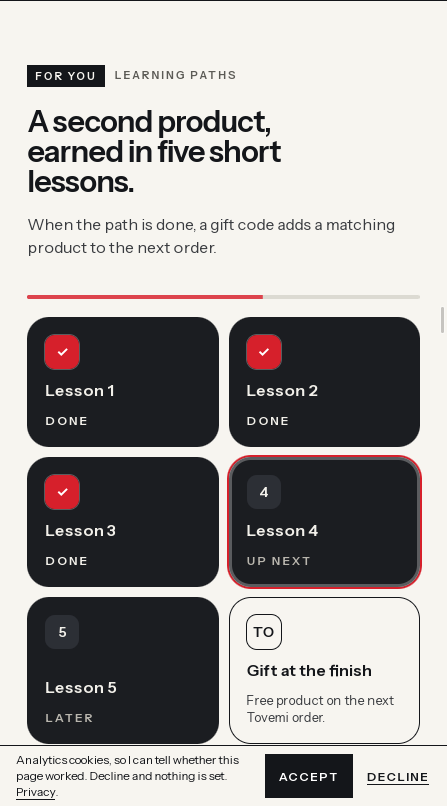 FOR YOU LEARNING PATHS
A second product,
earned in five short
lessons.
When the path is done, a gift code adds a matching
product to the next order.
Lesson 1
DONE
Lesson 2
DONE
Lesson 3
DONE
4
Lesson 4
UP NEXT
5
Lesson 5
LATER
TO
Gift at the finish
Free product on the next
Tovemi order.
Analytics cookies, so I can tell whether this
page worked. Decline and nothing is set.
Privacy.
ACCEPT
DECLINE